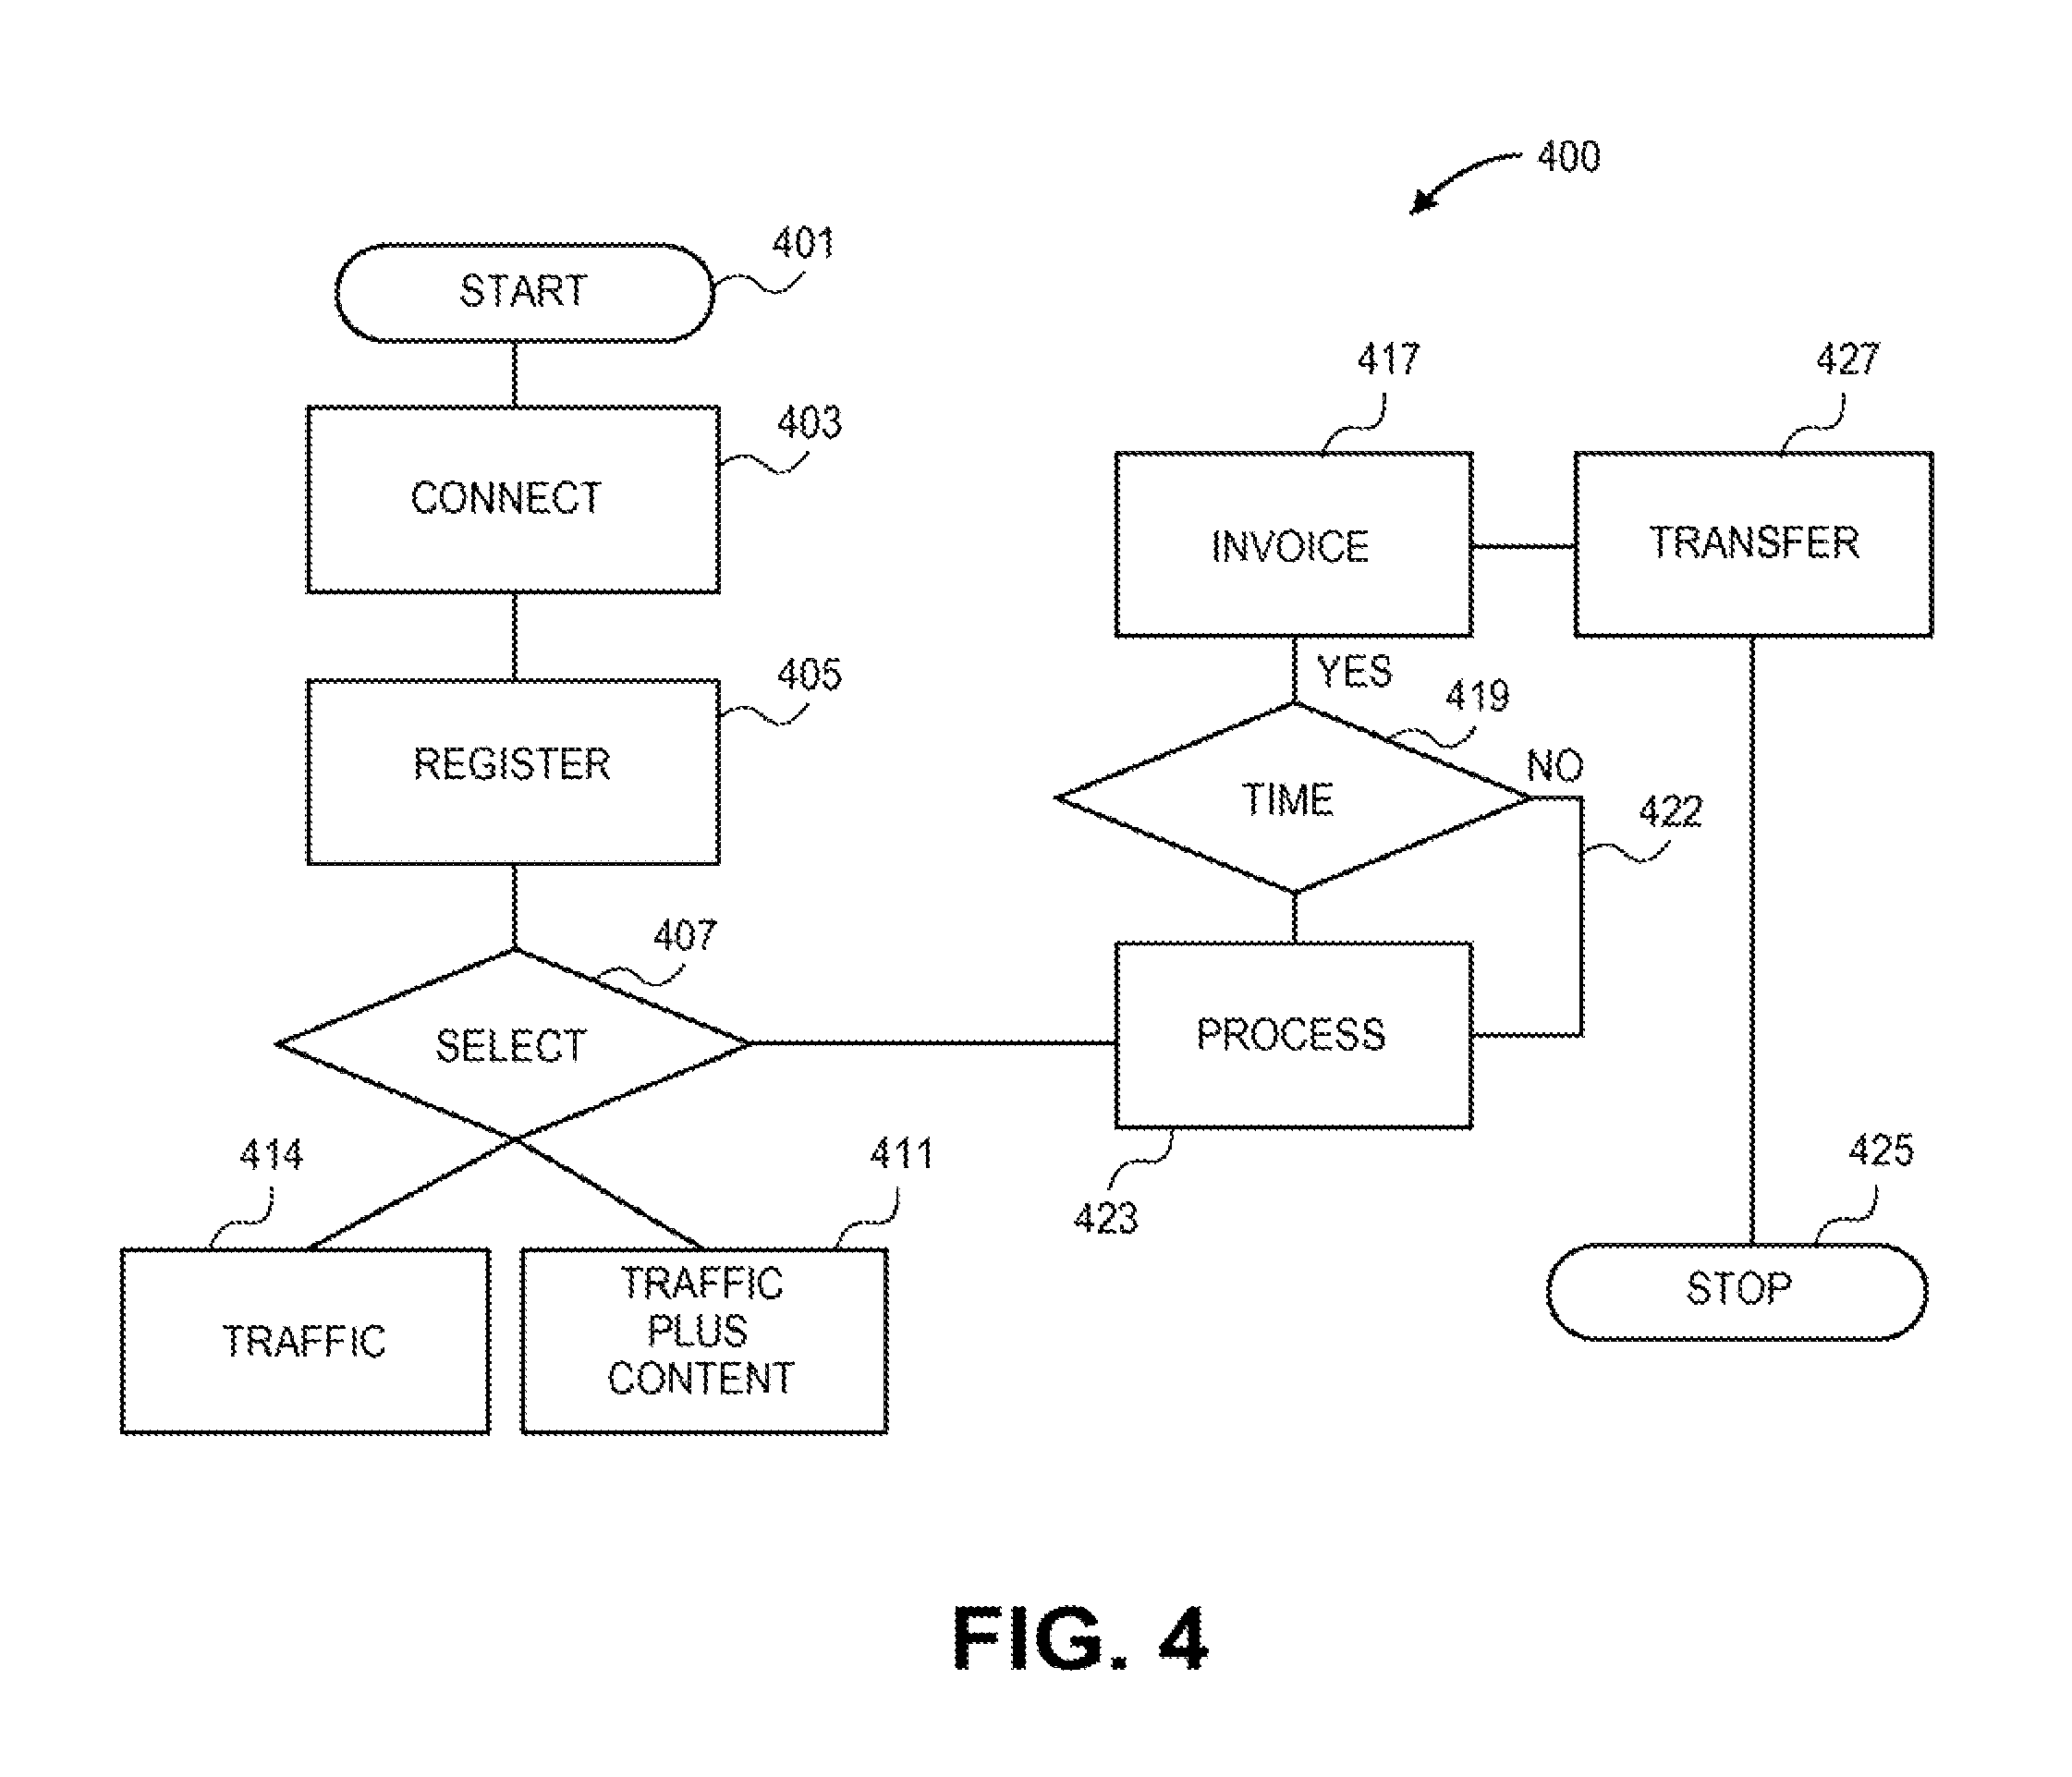 400
401
START
403
CONNECT
405
REGISTER
407
SELECT
414
TRAFFIC
411
TRAFFIC
PLUS
CONTENT
417
INVOICE
427
TRANSFER
YES
419
TIME
NO
422
PROCESS
423
425
STOP
FIG. 4